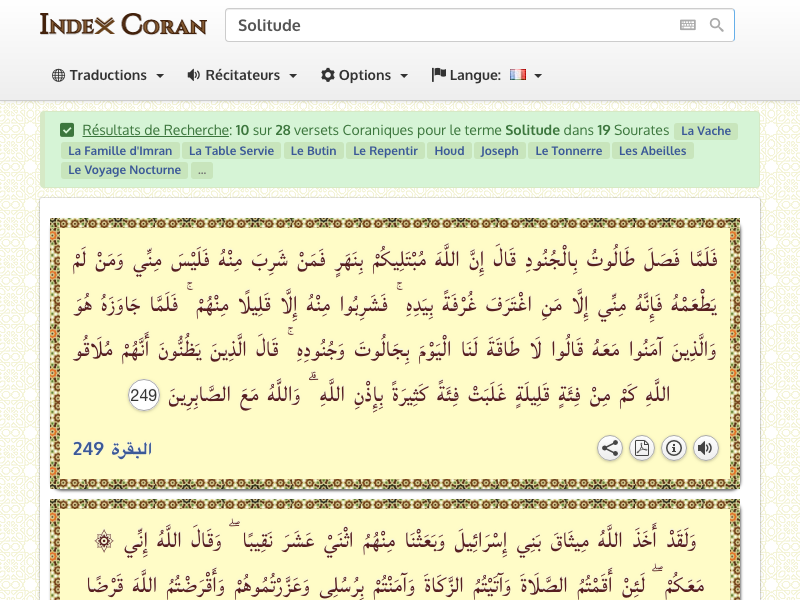 INDEX CORAN
Solitude
Traductions Récitateurs Options Langue:
Résultats de Recherche: 10 sur 28 versets Coraniques pour le terme Solitude dans 19 Sourates La Vache
La Famille d'Imran La Table Servie Le Butin Le Repentir Houd Joseph Le Tonnerre Les Abeilles
Le Voyage Nocturne ...
فَلَمَّا فَصَلَ طَالُوتُ بِالْجُنُودِ قَالَ إِنَّ اللَّهَ مُبْتَلِيكُمْ بِنَهَرٍ فَمَنْ شَرِبَ مِنْهُ فَلَيْسَ مِنِّي وَمَنْ لَمْ
يَطْعَمْهُ فَإِنَّهُ مِنِّي إِلَّا مَنِ اغْتَرَفَ غُرْفَةً بِيَدِهِ ۚ فَشَرِبُوا مِنْهُ إِلَّا قَلِيلًا مِنْهُمْ ۚ فَلَمَّا جَاوَزَهُ هُوَ
وَالَّذِينَ آمَنُوا مَعَهُ قَالُوا لَا طَاقَةَ لَنَا الْيَوْمَ بِجَالُوتَ وَجُنُودِهِ ۚ قَالَ الَّذِينَ يَظُنُّونَ أَنَّهُمْ مُلَاقُو
اللَّهِ كَمْ مِنْ فِئَةٍ قَلِيلَةٍ غَلَبَتْ فِئَةً كَثِيرَةً بِإِذْنِ اللَّهِ ۗ وَاللَّهُ مَعَ الصَّابِرِينَ 249
البقرة 249
۞ وَلَقَدْ أَخَذَ اللَّهُ مِيثَاقَ بَنِي إِسْرَائِيلَ وَبَعَثْنَا مِنْهُمُ اثْنَيْ عَشَرَ نَقِيبًا ۖ وَقَالَ اللَّهُ إِنِّي
مَعَكُمْ ۖ لَئِنْ أَقَمْتُمُ الصَّلَاةَ وَآتَيْتُمُ الزَّكَاةَ وَآمَنْتُمْ بِرُسُلِي وَعَزَّرْتُمُوهُمْ وَأَقْرَضْتُمُ اللَّهَ قَرْضًا